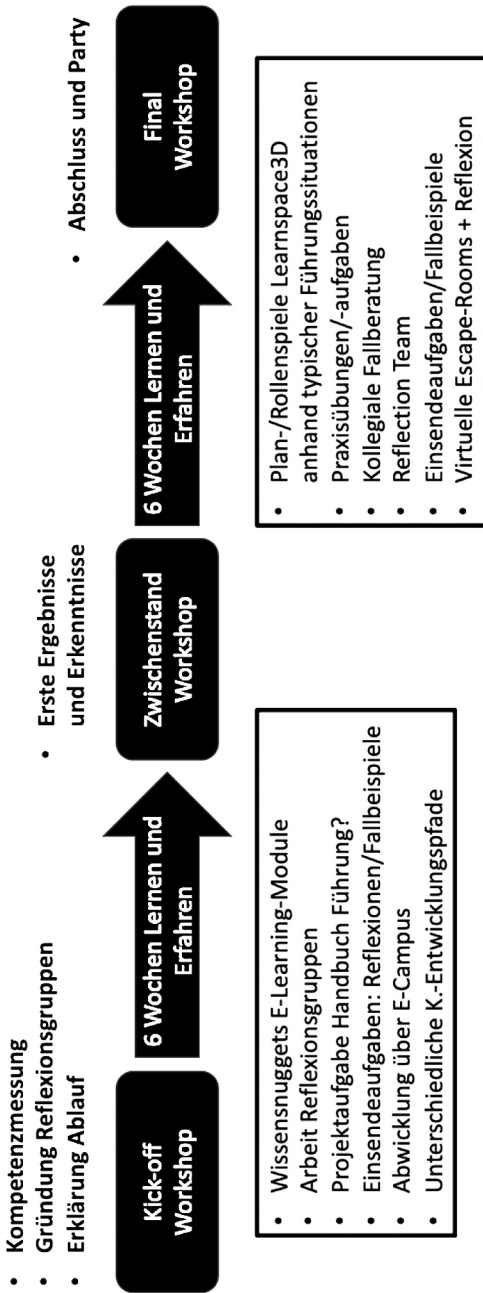 • Kompetenzmessung
• Gründung Reflexionsgruppen
• Erklärung Ablauf
Kick-off
Workshop
6 Wochen Lernen und
Erfahren
• Wissensnuggets E-Learning-Module
• Arbeit Reflexionsgruppen
• Projektaufgabe Handbuch Führung?
• Einsendeaufgaben: Reflexionen/Fallbeispiele
• Abwicklung über E-Campus
• Unterschiedliche K.-Entwicklungspfade
• Erste Ergebnisse
und Erkenntnisse
Zwischenstand
Workshop
6 Wochen Lernen und
Erfahren
• Plan-/Rollenspiele Learnspace3D
anhand typischer Führungssituationen
• Praxisübungen/-aufgaben
• Kollegiale Fallberatung
• Reflection Team
• Einsendeaufgaben/Fallbeispiele
• Virtuelle Escape-Rooms + Reflexion
• Abschluss und Party
Final
Workshop